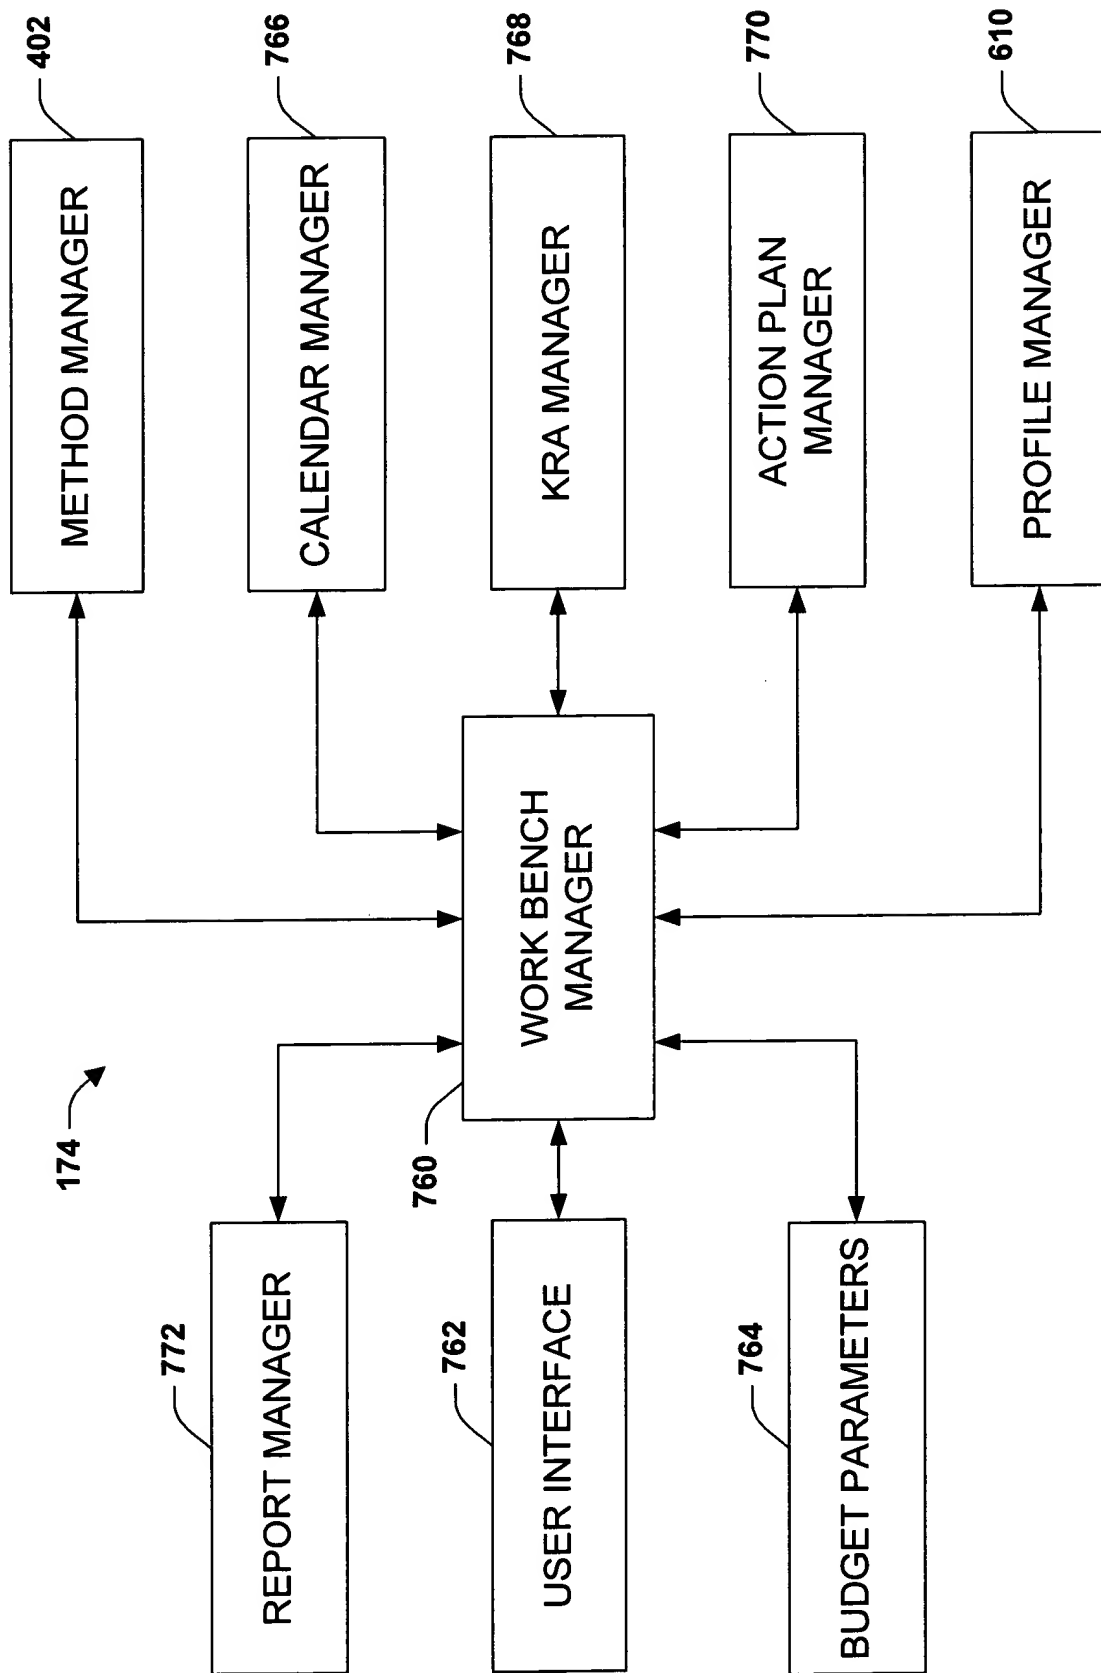 174
REPORT MANAGER
772
USER INTERFACE
762
BUDGET PARAMETERS
764
WORK BENCH
MANAGER
760
METHOD MANAGER
402
CALENDAR MANAGER
766
KRA MANAGER
768
ACTION PLAN
MANAGER
770
PROFILE MANAGER
610